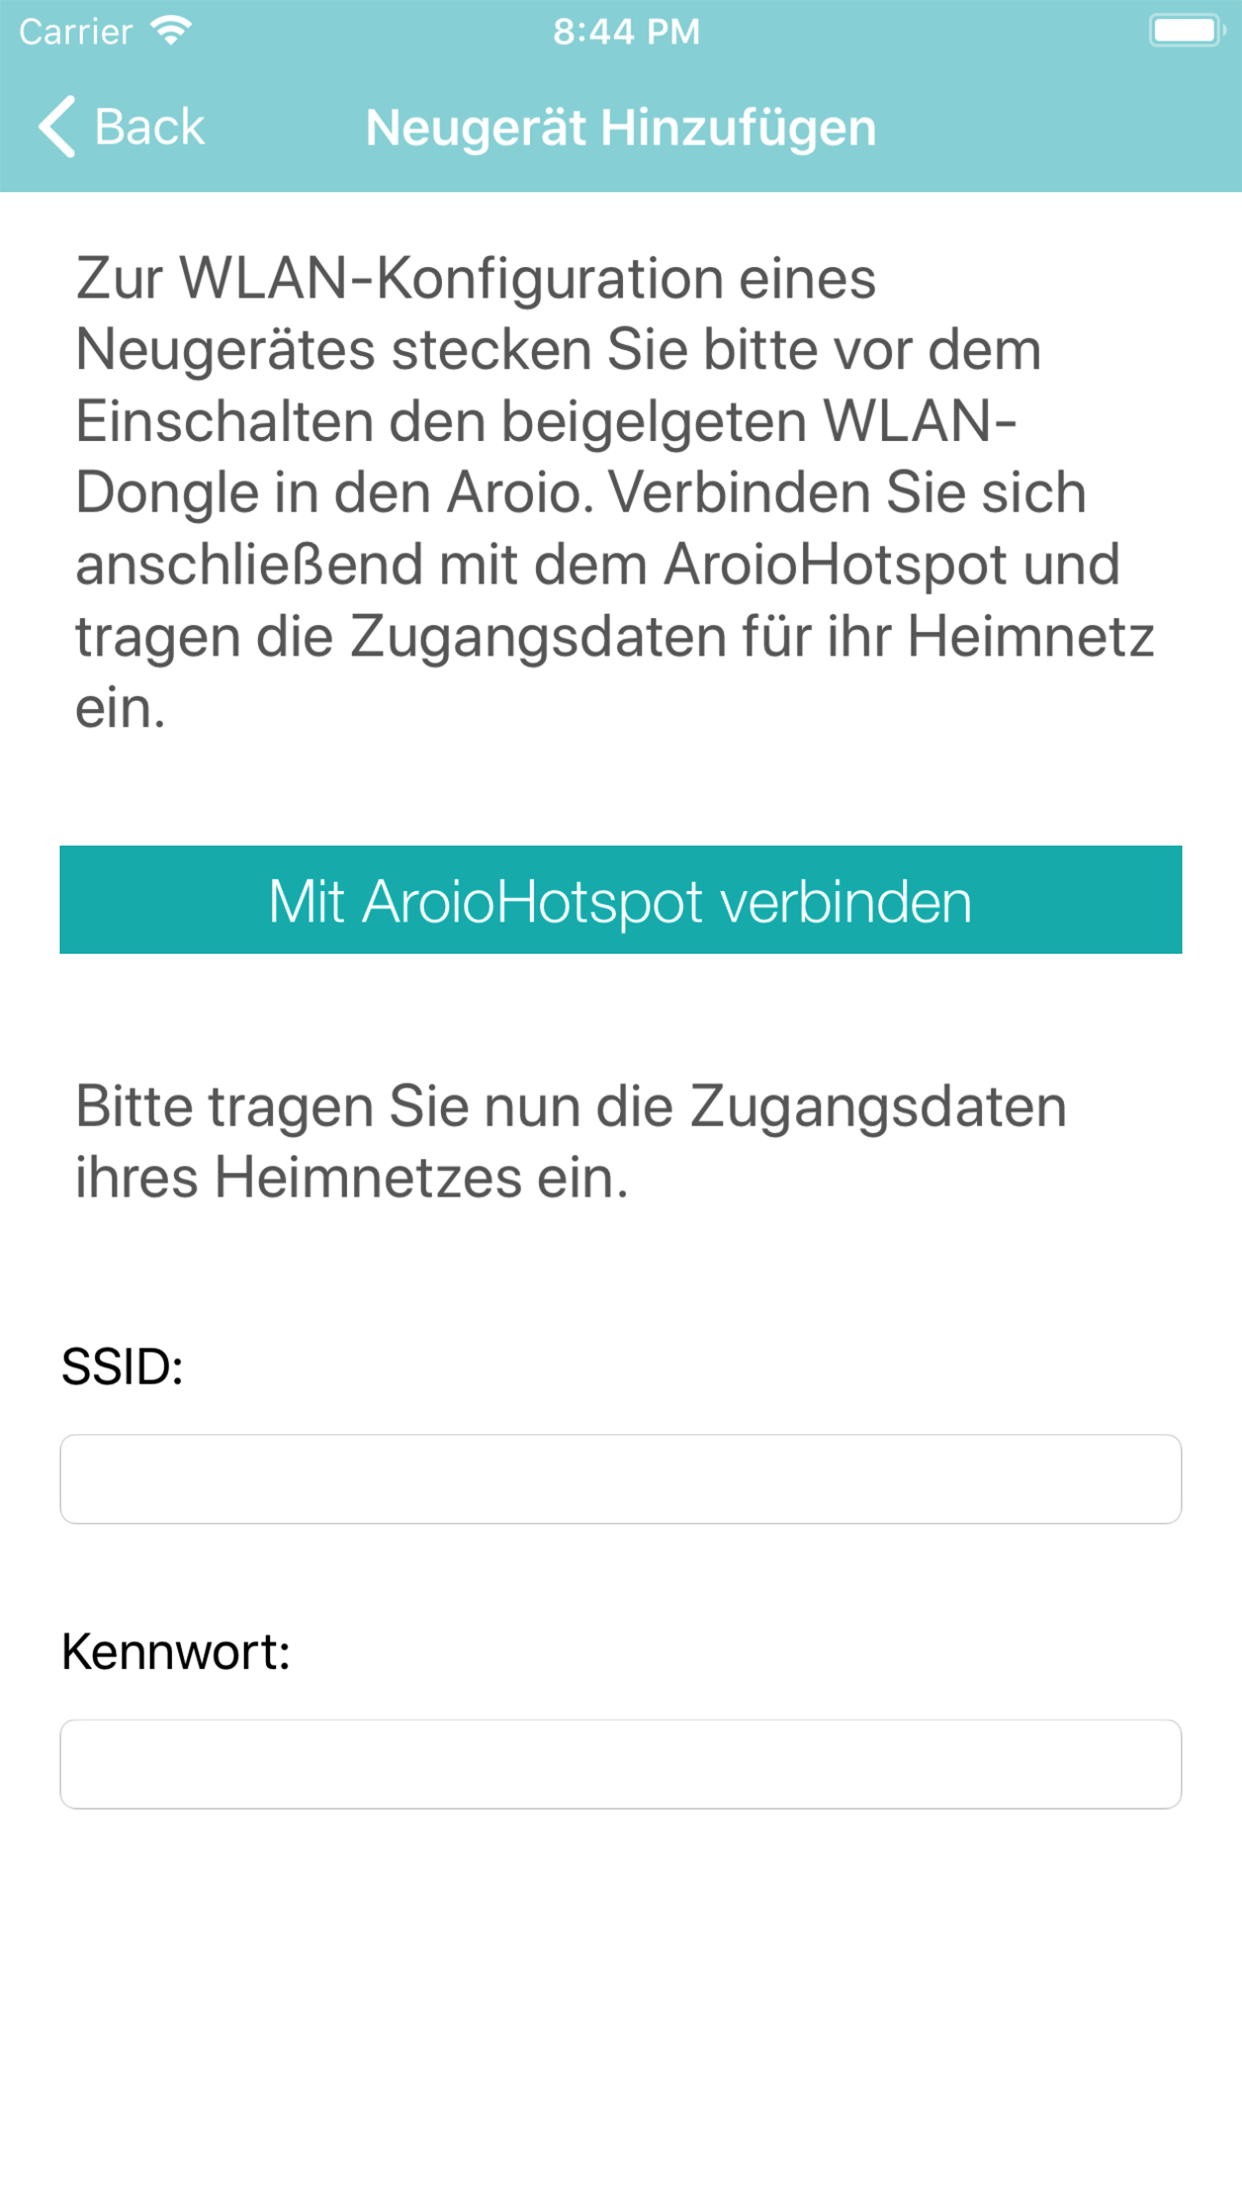 Carrier
8:44 PM
Back
Neugerät Hinzufügen
Zur WLAN-Konfiguration eines
Neugerätes stecken Sie bitte vor dem
Einschalten den beigelgeten WLAN-
Dongle in den Aroio. Verbinden Sie sich
anschließend mit dem AroioHotspot und
tragen die Zugangsdaten für ihr Heimnetz
ein.
Mit AroioHotspot verbinden
Bitte tragen Sie nun die Zugangsdaten
ihres Heimnetzes ein.
SSID:
Kennwort: